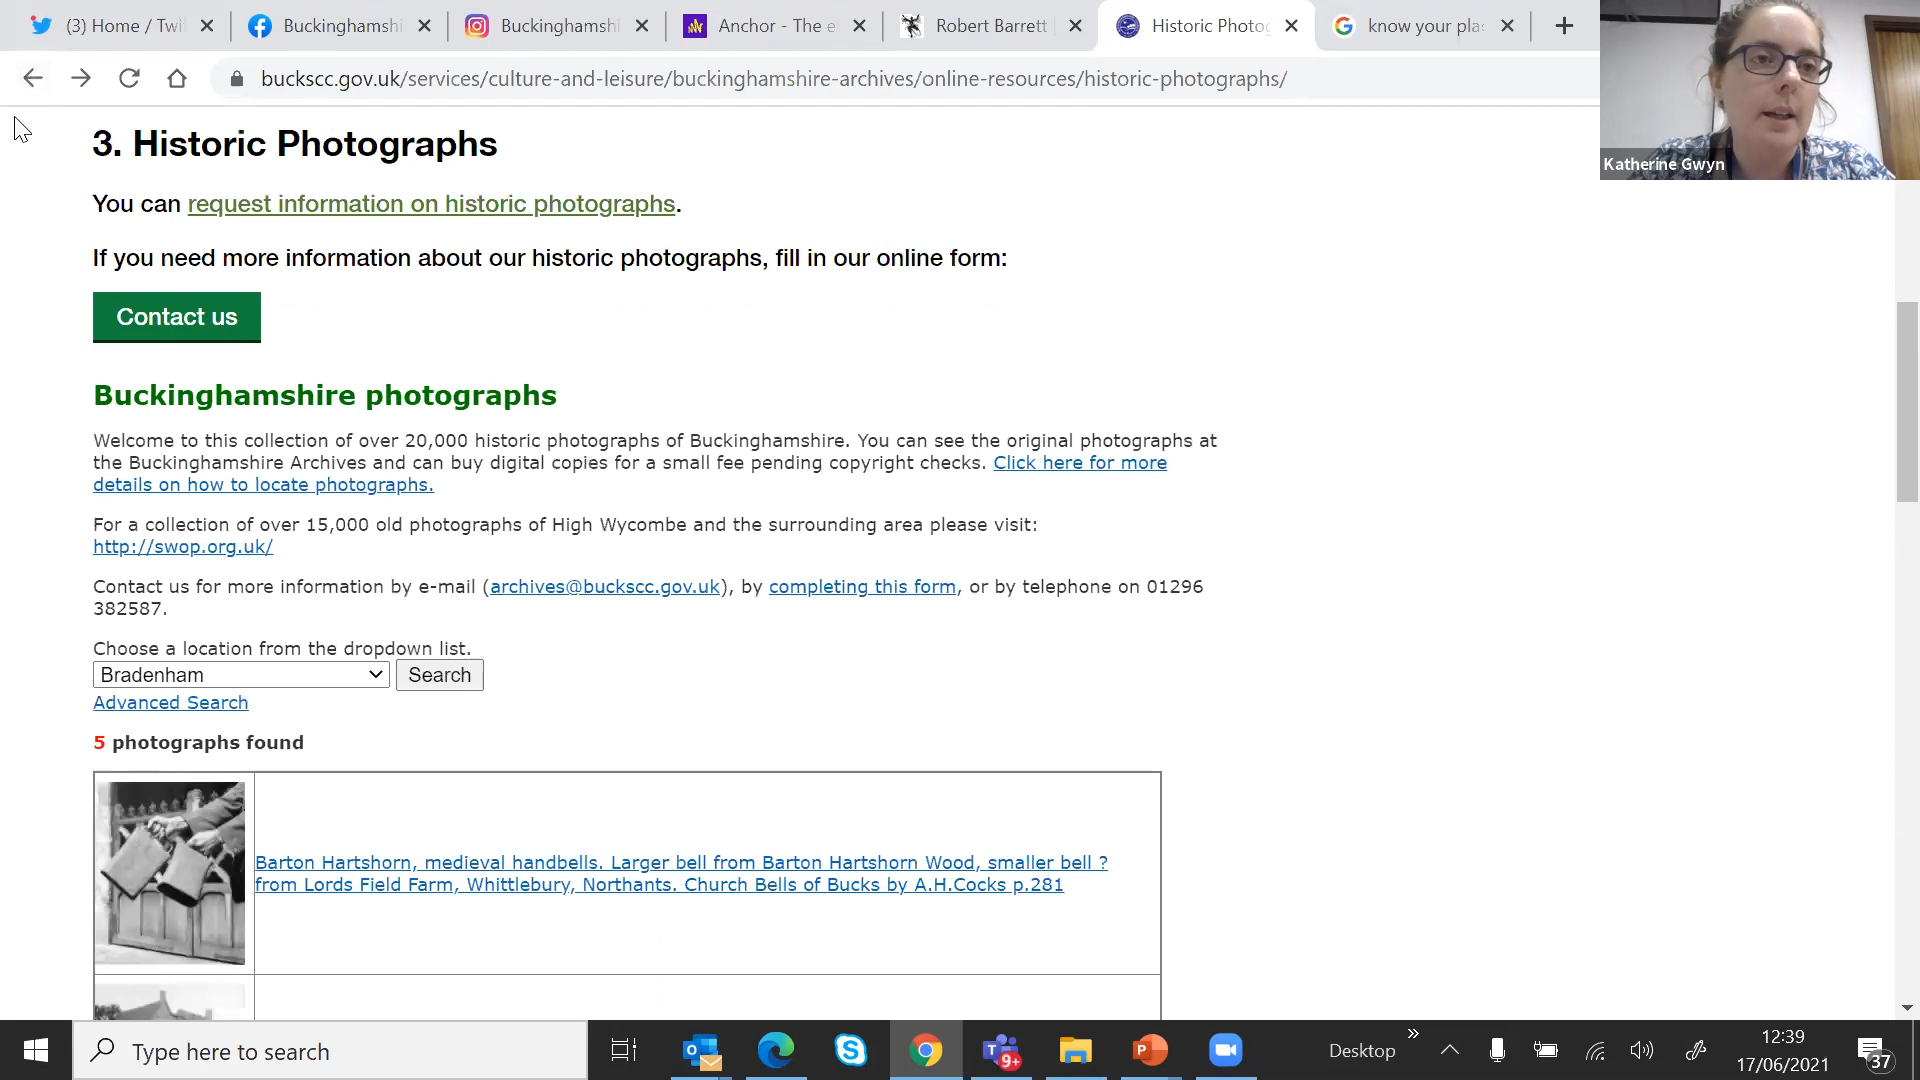 (3) Home / Twi
Buckinghamshi
Buckinghamshi
Anchor - The e
Robert Barrett
Historic Photog
know your pla
buckscc.gov.uk/services/culture-and-leisure/buckinghamshire-archives/online-resources/historic-photographs/
Katherine Gwyn
3. Historic Photographs
You can request information on historic photographs.
If you need more information about our historic photographs, fill in our online form:
Contact us
Buckinghamshire photographs
Welcome to this collection of over 20,000 historic photographs of Buckinghamshire. You can see the original photographs at
the Buckinghamshire Archives and can buy digital copies for a small fee pending copyright checks. Click here for more
details on how to locate photographs.
For a collection of over 15,000 old photographs of High Wycombe and the surrounding area please visit:
http://swop.org.uk/
Contact us for more information by e-mail (archives@buckscc.gov.uk), by completing this form, or by telephone on 01296
382587.
Choose a location from the dropdown list.
Bradenham
Search
Advanced Search
5 photographs found
Barton Hartshorn, medieval handbells. Larger bell from Barton Hartshorn Wood, smaller bell ?
from Lords Field Farm, Whittlebury, Northants. Church Bells of Bucks by A.H.Cocks p.281
Type here to search
9+
Desktop
12:39
17/06/2021
37